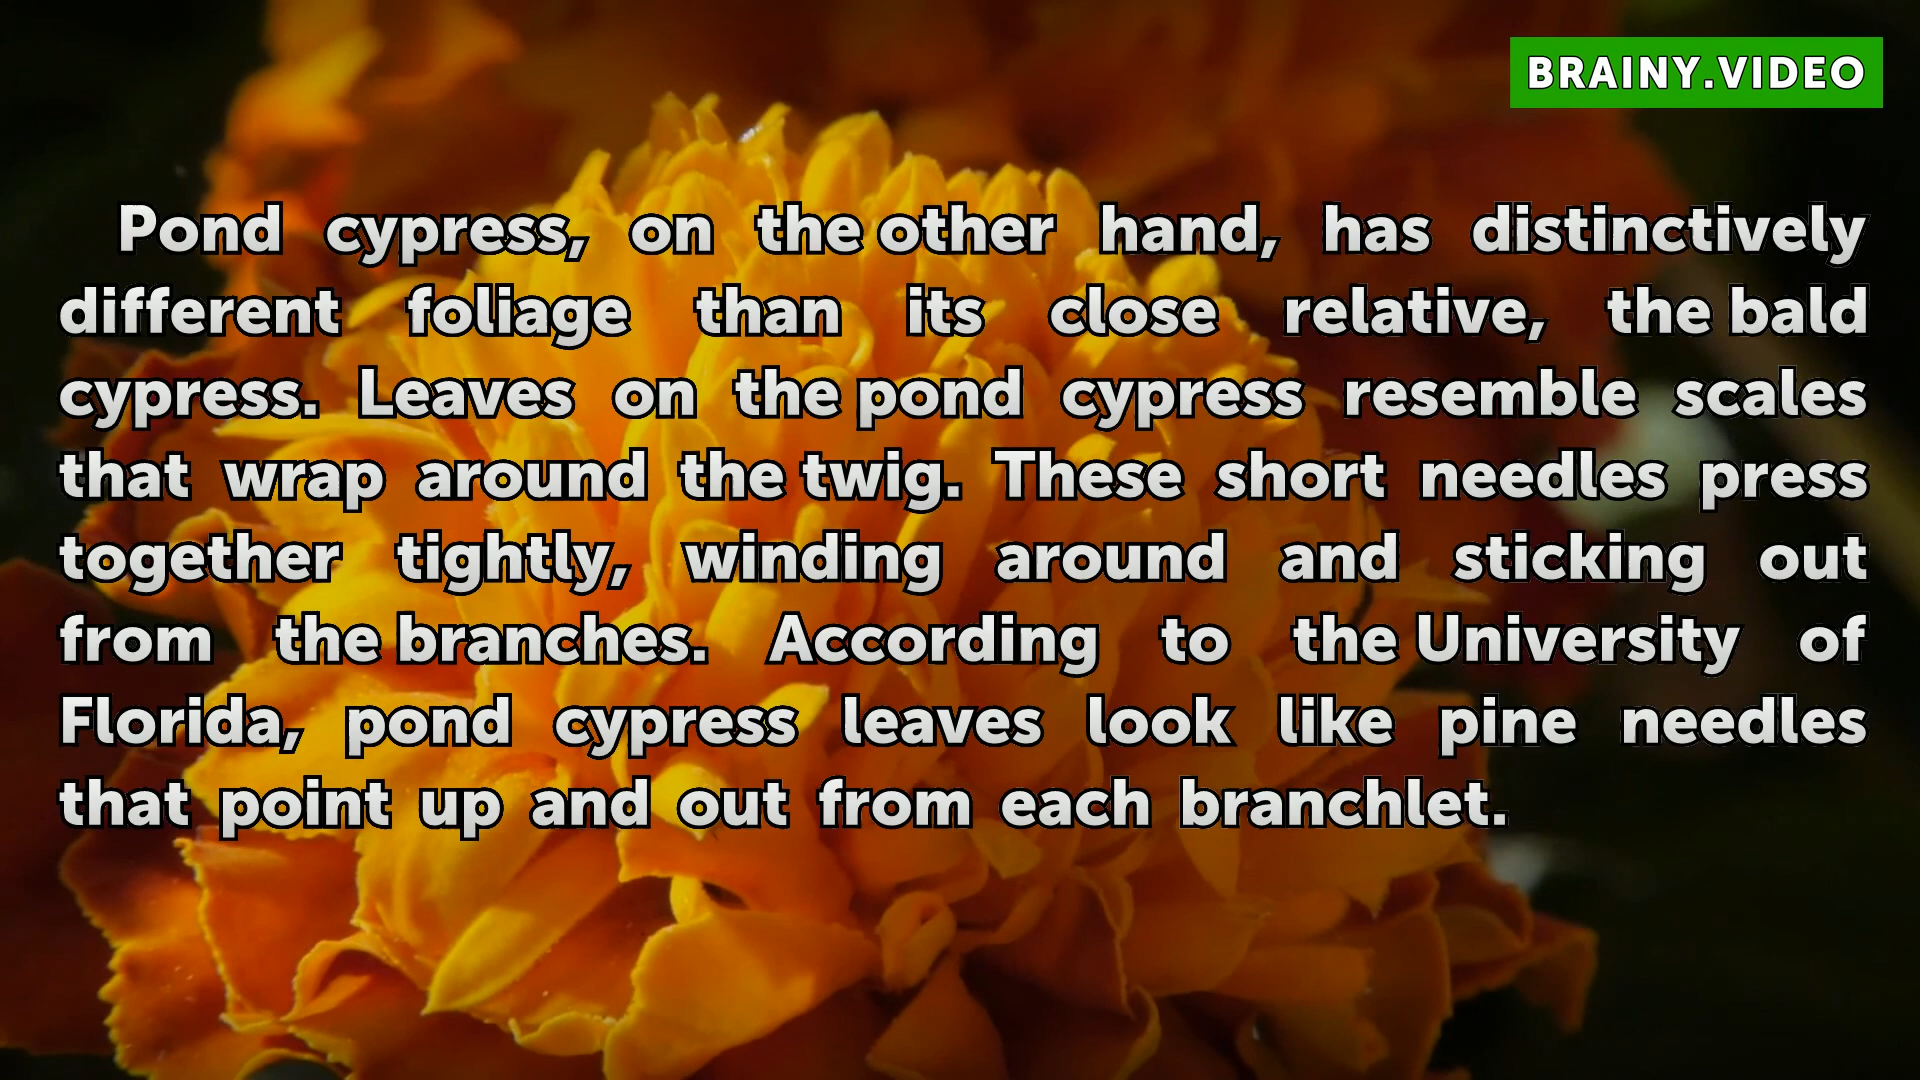 BRAINY.VIDEO
Pond cypress, on the other hand, has distinctively
different foliage than its close relative, the bald
cypress. Leaves on the pond cypress resemble scales
that wrap around the twig. These short needles press
together tightly, winding around and sticking out
from the branches. According to the University of
Florida, pond cypress leaves look like pine needles
that point up and out from each branchlet.